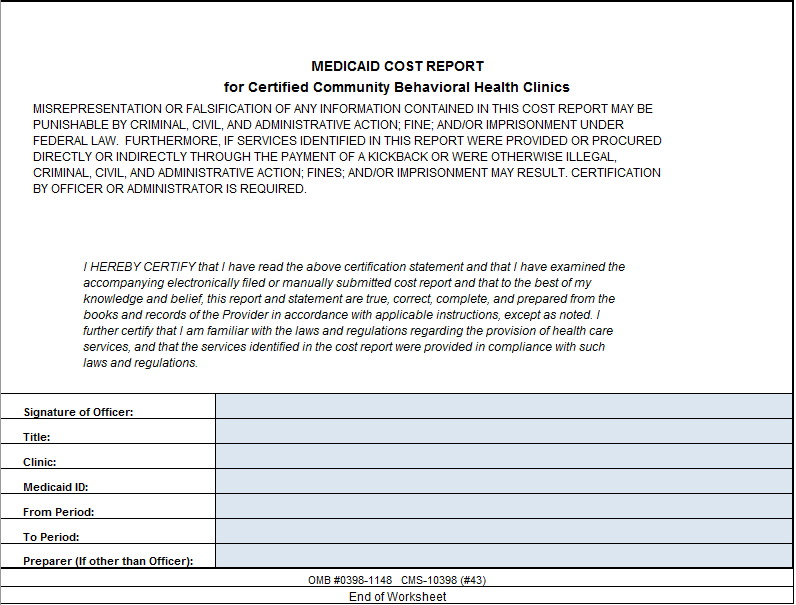 MEDICAID COST REPORT
for Certified Community Behavioral Health Clinics
MISREPRESENTATION OR FALSIFICATION OF ANY INFORMATION CONTAINED IN THIS COST REPORT MAY BE
PUNISHABLE BY CRIMINAL, CIVIL, AND ADMINISTRATIVE ACTION; FINE; AND/OR IMPRISONMENT UNDER
FEDERAL LAW.  FURTHERMORE, IF SERVICES IDENTIFIED IN THIS REPORT WERE PROVIDED OR PROCURED
DIRECTLY OR INDIRECTLY THROUGH THE PAYMENT OF A KICKBACK OR WERE OTHERWISE ILLEGAL,
CRIMINAL, CIVIL, AND ADMINISTRATIVE ACTION; FINES; AND/OR IMPRISONMENT MAY RESULT. CERTIFICATION
BY OFFICER OR ADMINISTRATOR IS REQUIRED.
I HEREBY CERTIFY that I have read the above certification statement and that I have examined the
accompanying electronically filed or manually submitted cost report and that to the best of my
knowledge and belief, this report and statement are true, correct, complete, and prepared from the
books and records of the Provider in accordance with applicable instructions, except as noted. I
further certify that I am familiar with the laws and regulations regarding the provision of health care
services, and that the services identified in the cost report were provided in compliance with such
laws and regulations.
Signature of Officer:
Title:
Clinic:
Medicaid ID:
From Period:
To Period:
Preparer (If other than Officer):
OMB #0398-1148   CMS-10398 (#43)
End of Worksheet